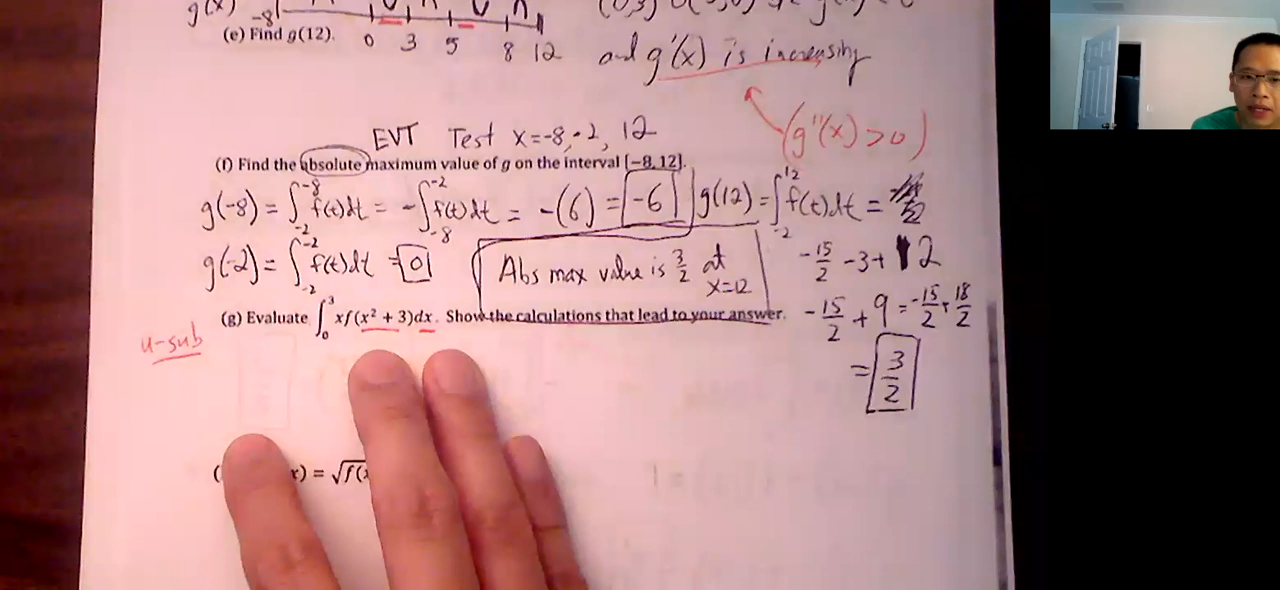 g(x) -8
(e) Find g(12). 0 3 5 8 12
and g'(x) is increasing
(g''(x) > 0)
EVT Test x = -8, -2, 12
(f) Find the absolute maximum value of g on the interval [−8, 12].
g(-8) = ∫_{-2}^{-8} f(t)dt = -∫_{-8}^{-2} f(t)dt = -(6) = -6 g(12) = ∫_{-2}^{12} f(t)dt =
g(-2) = ∫_{-2}^{-2} f(t)dt = 0
Abs max value is 3/2 at
x=12
-15/2 - 3 + 12
-15/2 + 9 = -15/2 + 18/2
= 3/2
(g) Evaluate ∫_0^3 xf(x² + 3)dx. Show the calculations that lead to your answer.
u-sub
( x) = √f(x